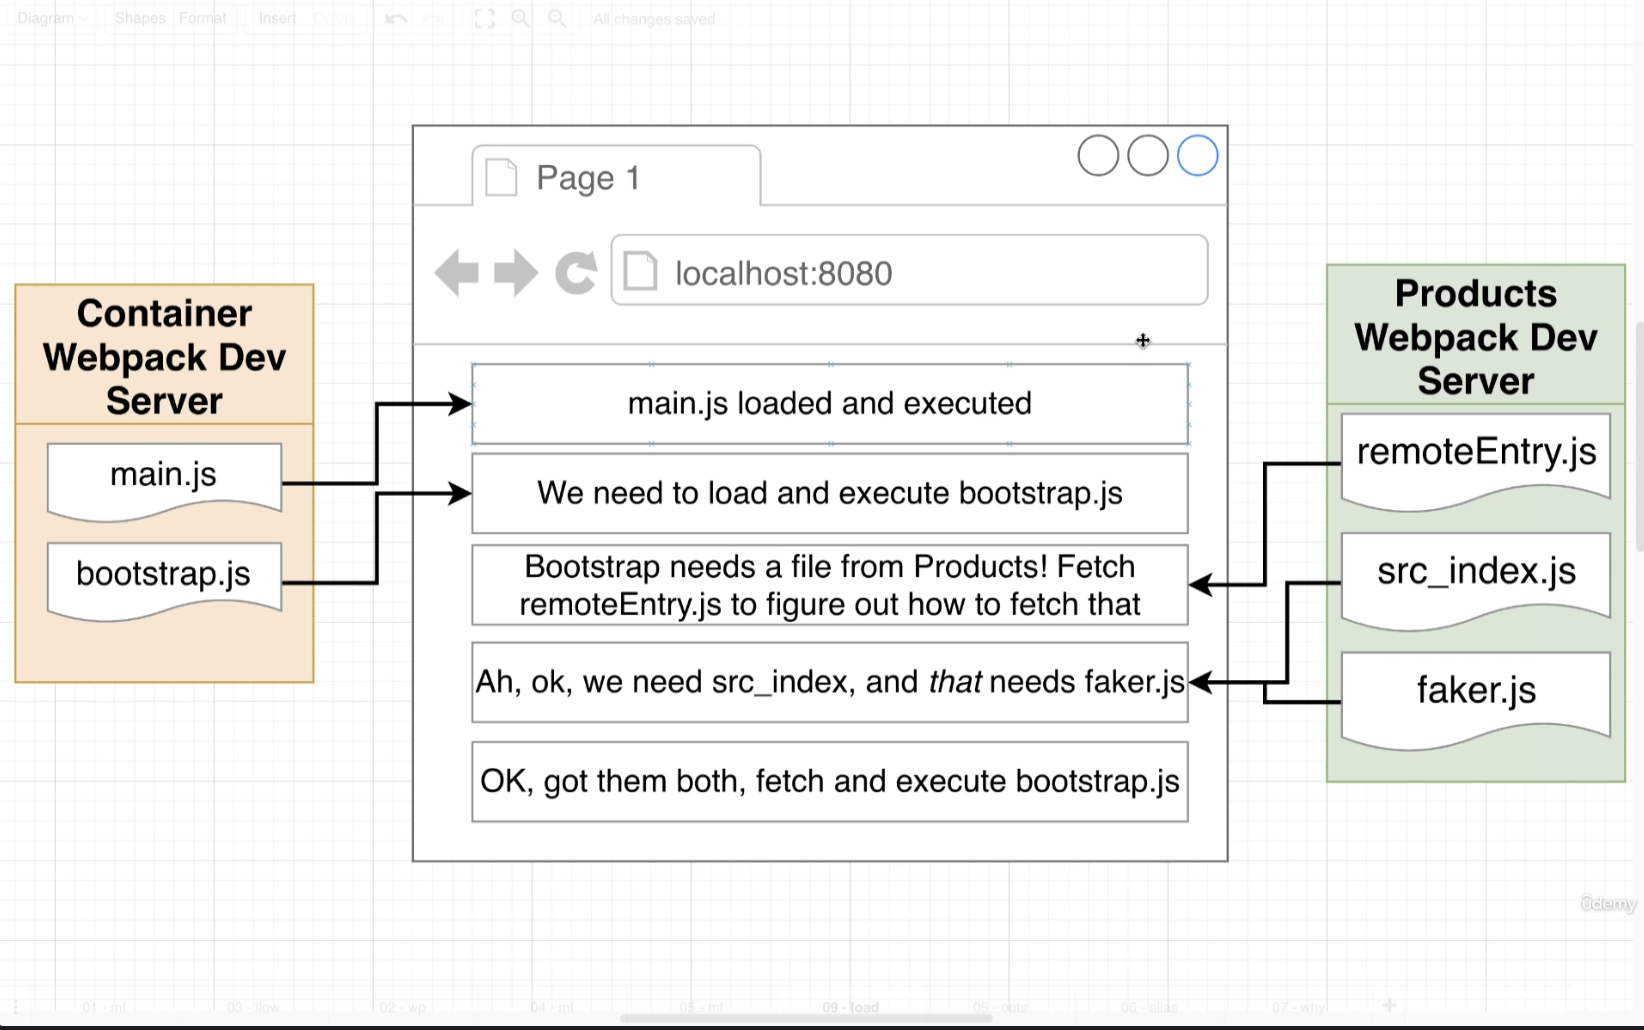 Diagram Shapes Format Insert Delete All changes saved
Page 1
localhost:8080
Container
Webpack Dev
Server
main.js
bootstrap.js
main.js loaded and executed
We need to load and execute bootstrap.js
Bootstrap needs a file from Products! Fetch
remoteEntry.js to figure out how to fetch that
Ah, ok, we need src_index, and that needs faker.js
OK, got them both, fetch and execute bootstrap.js
Products
Webpack Dev
Server
remoteEntry.js
src_index.js
faker.js
ûdemy
01 - mf 03 - flow 02 - wp 04 - mf 05 - mf 09 - load 05 - opts 06 - alias 07 - why